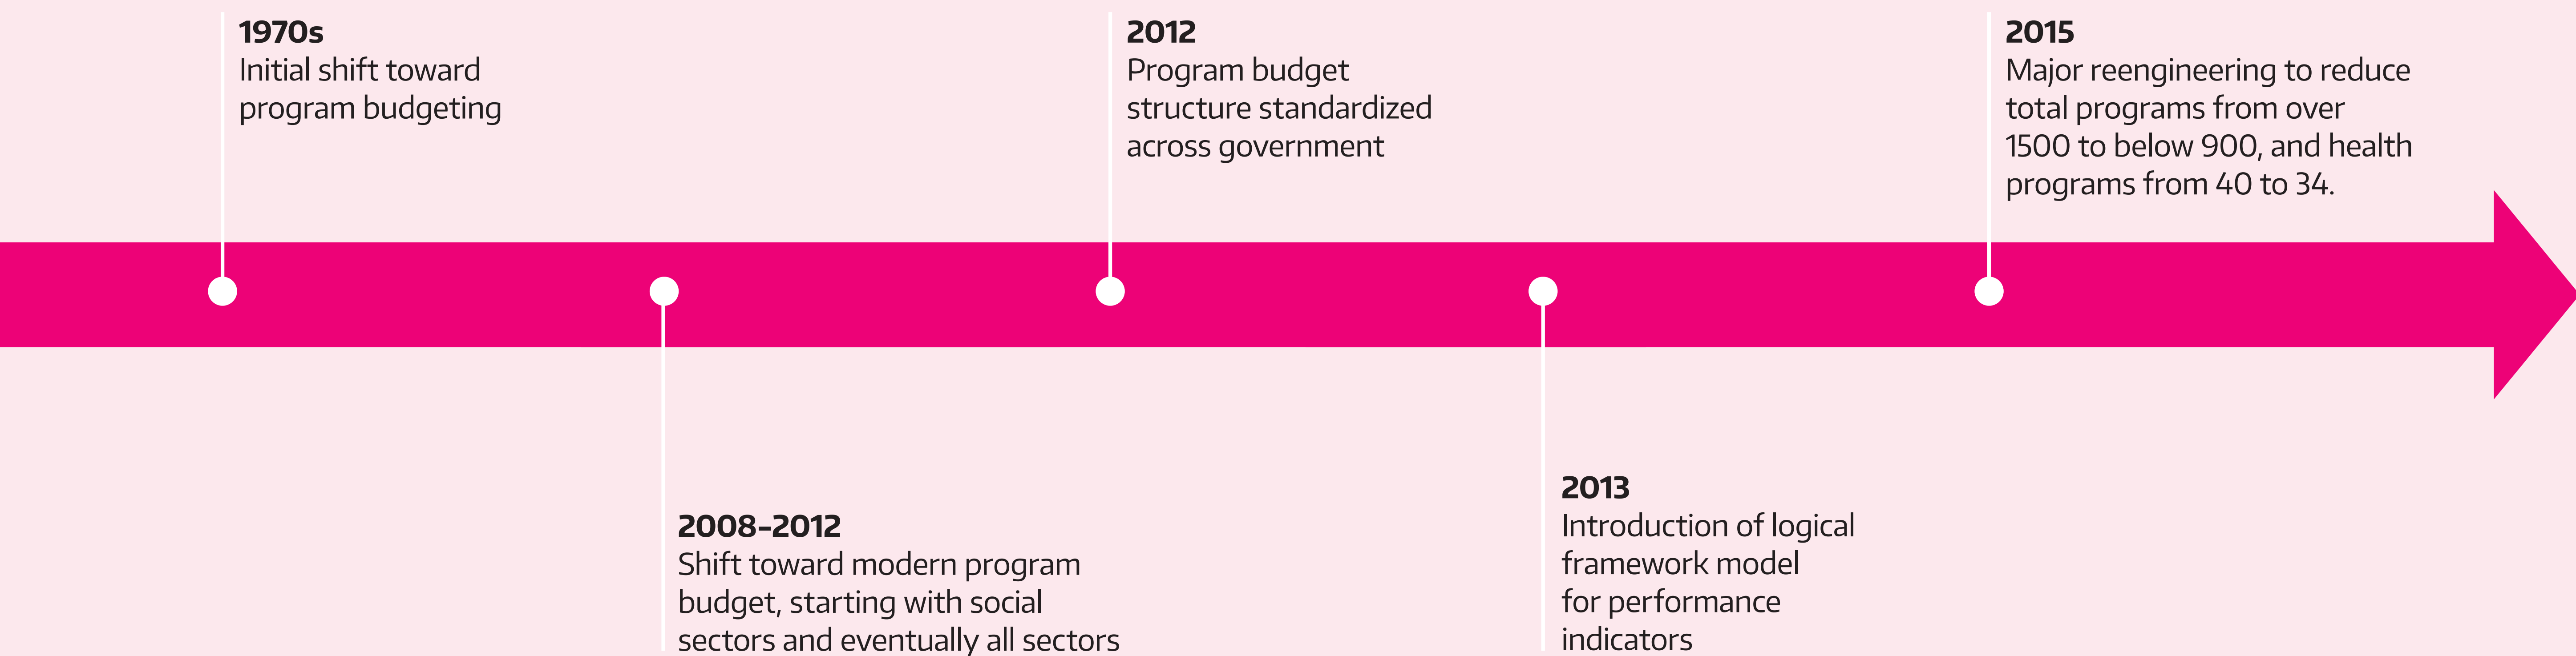 1970s
Initial shift toward
program budgeting
2008–2012
Shift toward modern program
budget, starting with social
sectors and eventually all sectors
2012
Program budget
structure standardized
across government
2013
Introduction of logical
framework model
for performance
indicators
2015
Major reengineering to reduce
total programs from over
1500 to below 900, and health
programs from 40 to 34.